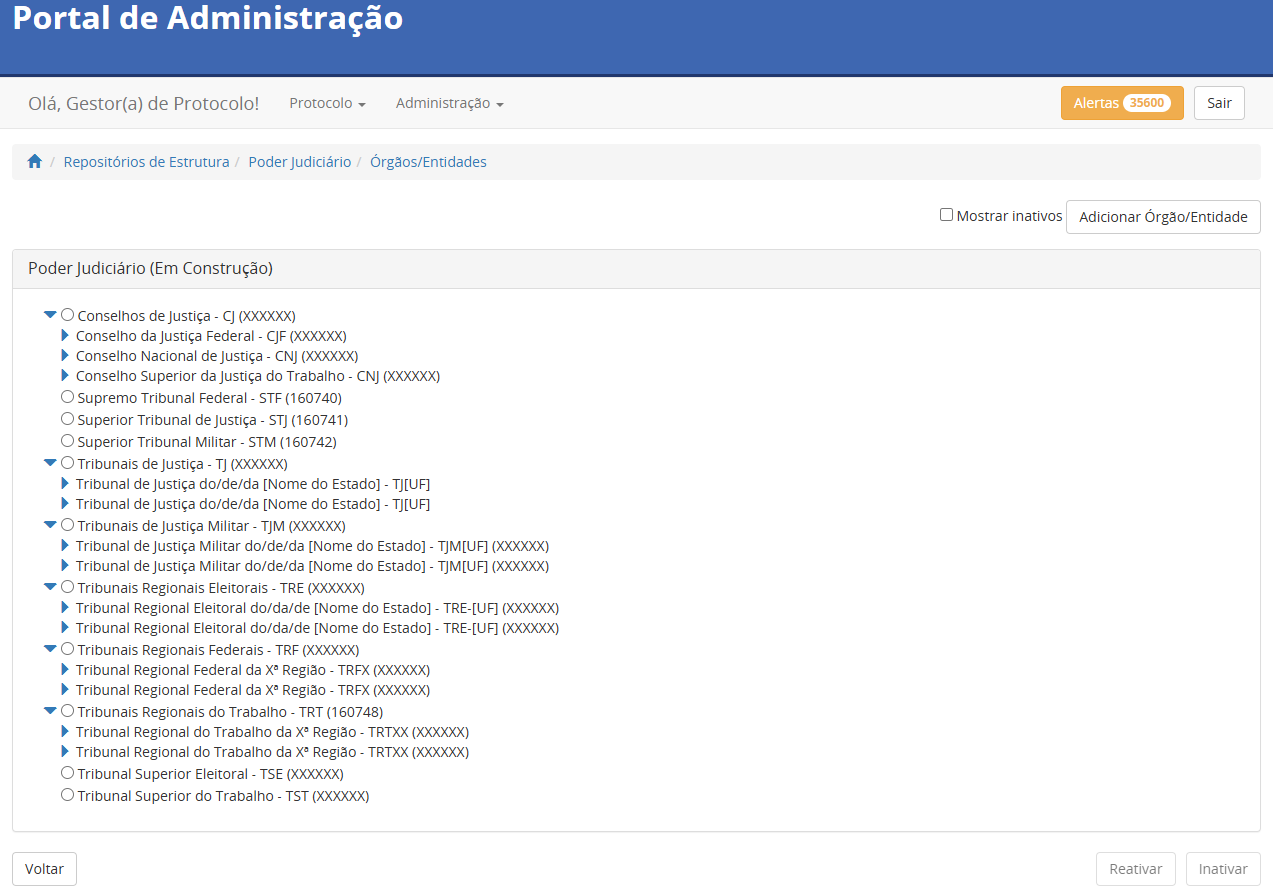 Portal de Administração
Olá, Gestor(a) de Protocolo! Protocolo Administração Alertas 35600 Sair
/ Repositórios de Estrutura / Poder Judiciário / Órgãos/Entidades
Mostrar inativos Adicionar Órgão/Entidade
Poder Judiciário (Em Construção)
Conselhos de Justiça - CJ (XXXXXX)
Conselho da Justiça Federal - CJF (XXXXXX)
Conselho Nacional de Justiça - CNJ (XXXXXX)
Conselho Superior da Justiça do Trabalho - CNJ (XXXXXX)
Supremo Tribunal Federal - STF (160740)
Superior Tribunal de Justiça - STJ (160741)
Superior Tribunal Militar - STM (160742)
Tribunais de Justiça - TJ (XXXXXX)
Tribunal de Justiça do/de/da [Nome do Estado] - TJ[UF]
Tribunal de Justiça do/de/da [Nome do Estado] - TJ[UF]
Tribunais de Justiça Militar - TJM (XXXXXX)
Tribunal de Justiça Militar do/de/da [Nome do Estado] - TJM[UF] (XXXXXX)
Tribunal de Justiça Militar do/de/da [Nome do Estado] - TJM[UF] (XXXXXX)
Tribunais Regionais Eleitorais - TRE (XXXXXX)
Tribunal Regional Eleitoral do/da/de [Nome do Estado] - TRE-[UF] (XXXXXX)
Tribunal Regional Eleitoral do/da/de [Nome do Estado] - TRE-[UF] (XXXXXX)
Tribunais Regionais Federais - TRF (XXXXXX)
Tribunal Regional Federal da Xª Região - TRFX (XXXXXX)
Tribunal Regional Federal da Xª Região - TRFX (XXXXXX)
Tribunais Regionais do Trabalho - TRT (160748)
Tribunal Regional do Trabalho da Xª Região - TRTXX (XXXXXX)
Tribunal Regional do Trabalho da Xª Região - TRTXX (XXXXXX)
Tribunal Superior Eleitoral - TSE (XXXXXX)
Tribunal Superior do Trabalho - TST (XXXXXX)
Voltar Reativar Inativar